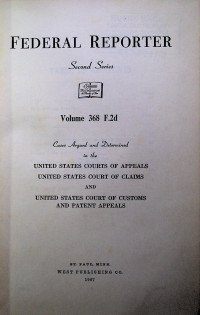 FEDERAL REPORTER
Second Series
Volume 368 F.2d
Cases Argued and Determined
in the
UNITED STATES COURTS OF APPEALS
UNITED STATES COURT OF CLAIMS
AND
UNITED STATES COURT OF CUSTOMS
AND PATENT APPEALS
ST. PAUL, MINN.
WEST PUBLISHING CO.
1967